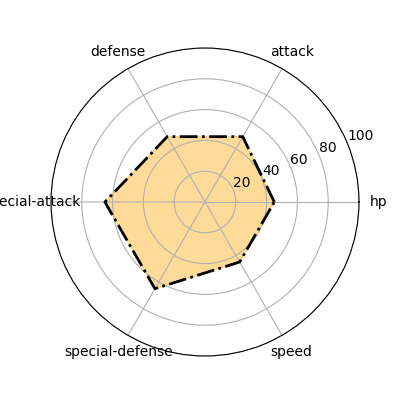 defense
attack
100
80
60
40
20
ecial-attack
hp
special-defense
speed